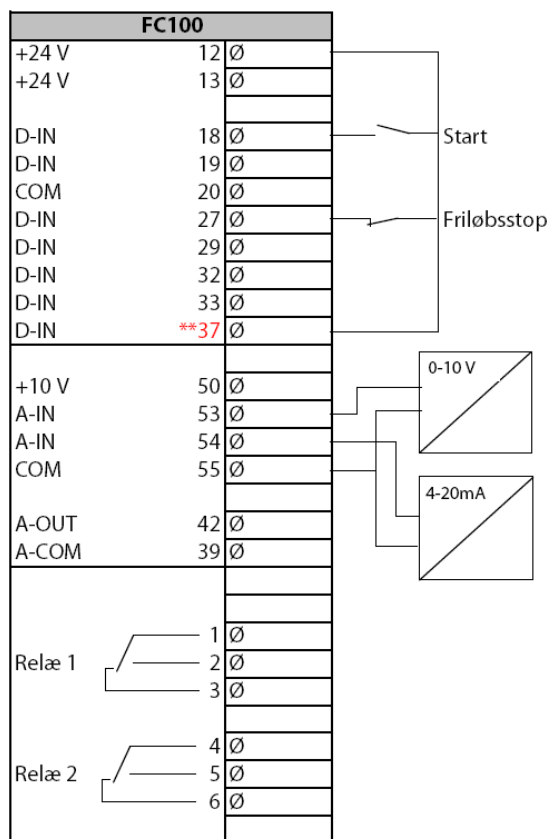 FC100
+24 V 12 Ø
+24 V 13 Ø
D-IN 18 Ø Start
D-IN 19 Ø
COM 20 Ø
D-IN 27 Ø Friløbsstop
D-IN 29 Ø
D-IN 32 Ø
D-IN 33 Ø
D-IN **37 Ø
0-10 V
+10 V 50 Ø
A-IN 53 Ø
A-IN 54 Ø
COM 55 Ø
4-20mA
A-OUT 42 Ø
A-COM 39 Ø
1 Ø
Relæ 1 2 Ø
3 Ø
4 Ø
Relæ 2 5 Ø
6 Ø